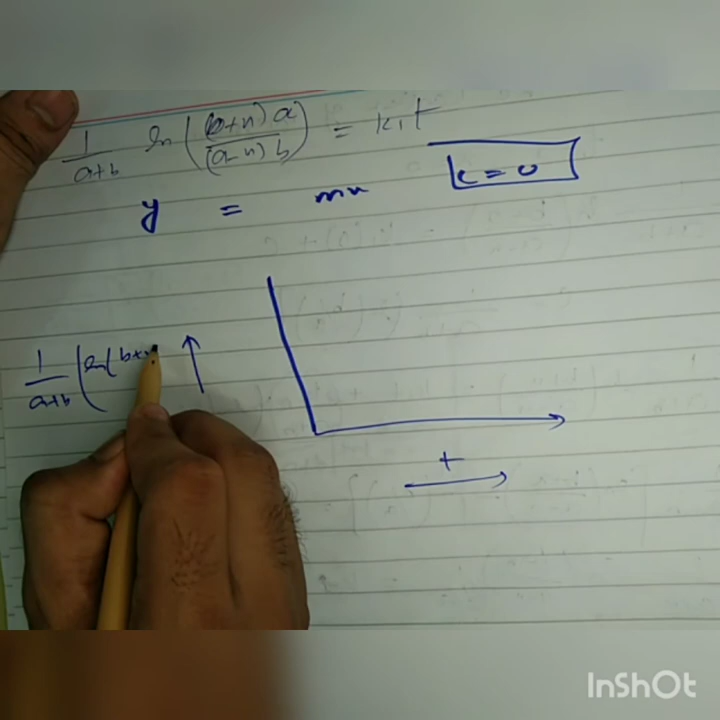 1/(a+b) ln((b+x)a/(a-x)b) = k₁t
y = mx
c = 0
1/(a+b) (ln(b+x
t
InShOt